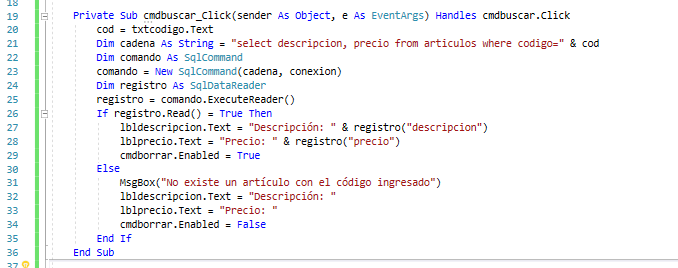 18
19 Private Sub cmdbuscar_Click(sender As Object, e As EventArgs) Handles cmdbuscar.Click
20 cod = txtcodigo.Text
21 Dim cadena As String = "select descripcion, precio from articulos where codigo=" & cod
22 Dim comando As SqlCommand
23 comando = New SqlCommand(cadena, conexion)
24 Dim registro As SqlDataReader
25 registro = comando.ExecuteReader()
26 If registro.Read() = True Then
27 lbldescripcion.Text = "Descripción: " & registro("descripcion")
28 lblprecio.Text = "Precio: " & registro("precio")
29 cmdborrar.Enabled = True
30 Else
31 MsgBox("No existe un artículo con el código ingresado")
32 lbldescripcion.Text = "Descripción: "
33 lblprecio.Text = "Precio: "
34 cmdborrar.Enabled = False
35 End If
36 End Sub
37